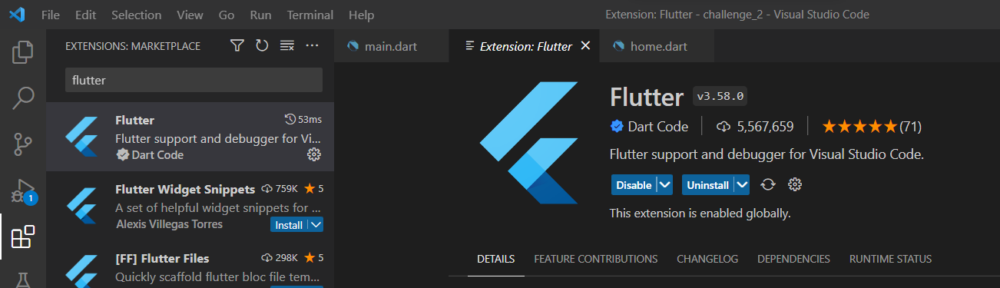 File Edit Selection View Go Run Terminal Help Extension: Flutter - challenge_2 - Visual Studio Code
EXTENSIONS: MARKETPLACE
flutter
Flutter 53ms
Flutter support and debugger for Vi...
Dart Code
Flutter Widget Snippets 759K 5
A set of helpful widget snippets for ...
Alexis Villegas Torres Install
[FF] Flutter Files 298K 5
Quickly scaffold flutter bloc file tem...
1
main.dart Extension: Flutter home.dart
Flutter v3.58.0
Dart Code 5,567,659 (71)
Flutter support and debugger for Visual Studio Code.
Disable Uninstall
This extension is enabled globally.
DETAILS FEATURE CONTRIBUTIONS CHANGELOG DEPENDENCIES RUNTIME STATUS